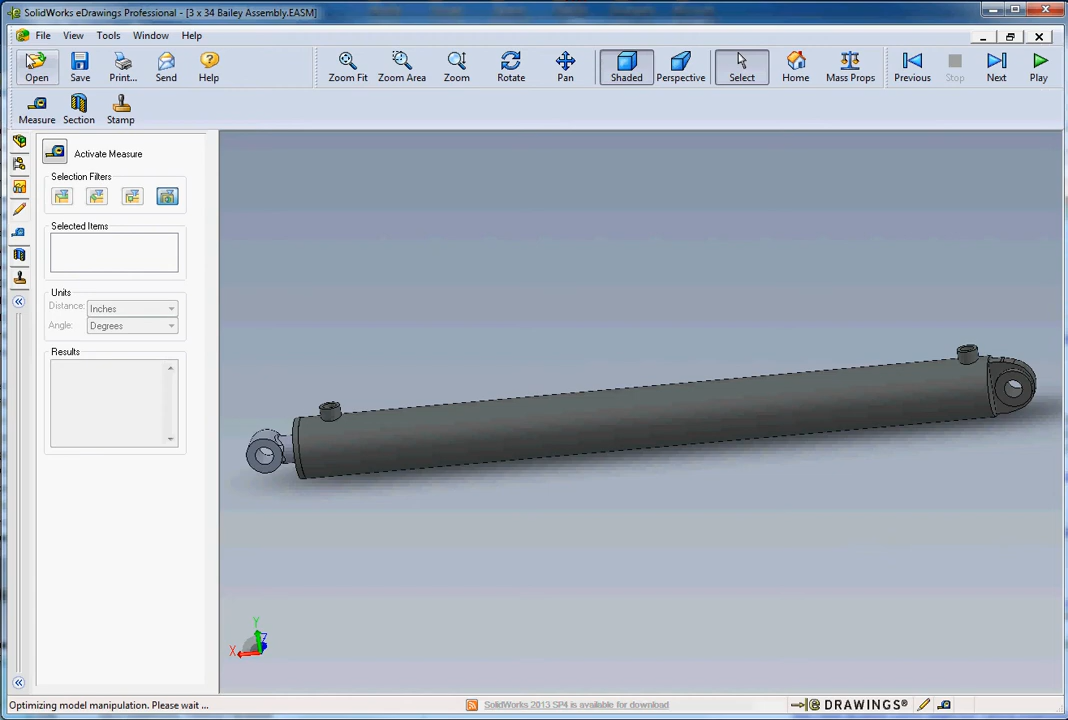 SolidWorks eDrawings Professional - [3 x 34 Bailey Assembly.EASM]
File View Tools Window Help
Open Save Print... Send Help Zoom Fit Zoom Area Zoom Rotate Pan Shaded Perspective Select Home Mass Props Previous Stop Next Play
Measure Section Stamp
Activate Measure
Selection Filters
Selected Items
Units
Distance: Inches
Angle: Degrees
Results
Y
Z
X
Optimizing model manipulation. Please wait ...
SolidWorks 2013 SP4 is available for download
e DRAWINGS®